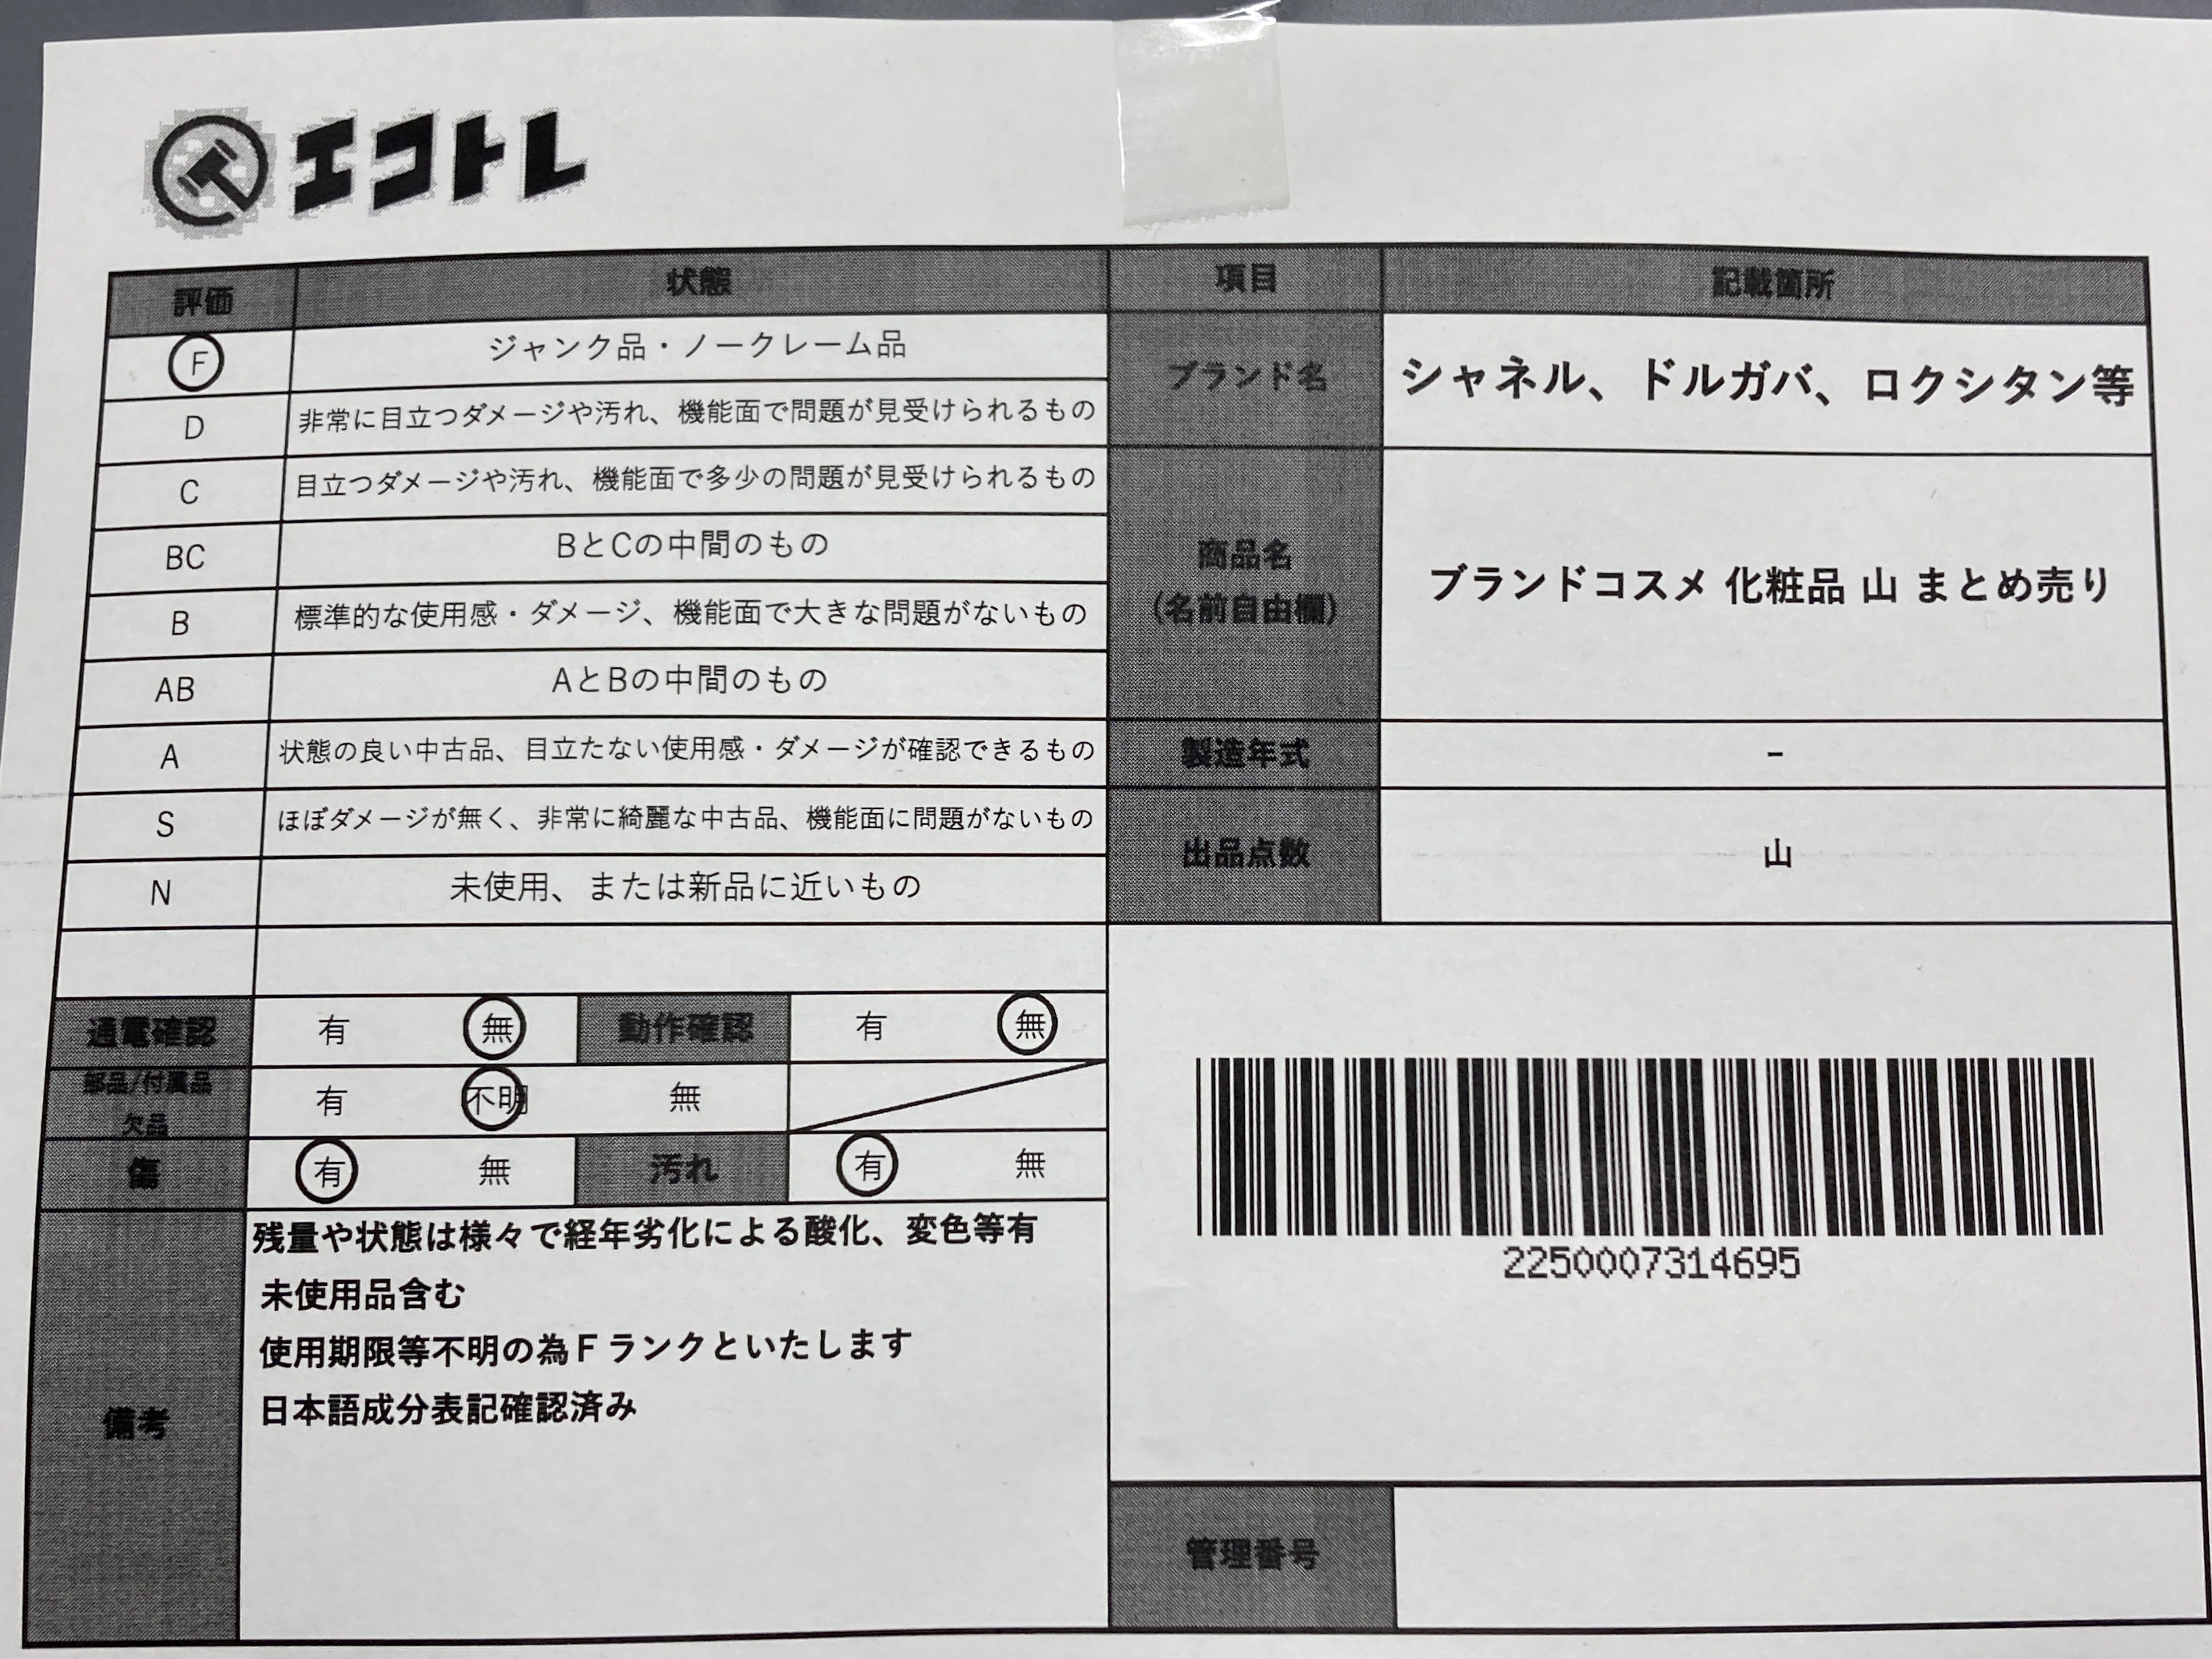 エコトレ
評価 状態 項目 記載箇所
F ジャンク品・ノークレーム品
D 非常に目立つダメージや汚れ、機能面で問題が見受けられるもの
C 目立つダメージや汚れ、機能面で多少の問題が見受けられるもの
BC BとCの中間のもの
B 標準的な使用感・ダメージ、機能面で大きな問題がないもの
AB AとBの中間のもの
A 状態の良い中古品、目立たない使用感・ダメージが確認できるもの
S ほぼダメージが無く、非常に綺麗な中古品、機能面に問題がないもの
N 未使用、または新品に近いもの
ブランド名 シャネル、ドルガバ、ロクシタン等
商品名
(名前自由欄)
ブランドコスメ 化粧品 山 まとめ売り
製造年式 −
出品点数 山
通電確認 有 無 動作確認 有 無
部品/付属品
欠品
有 不明 無
傷 有 無 汚れ 有 無
備考
残量や状態は様々で経年劣化による酸化、変色等有
未使用品含む
使用期限等不明の為Fランクといたします
日本語成分表記確認済み
2250007314695
管理番号